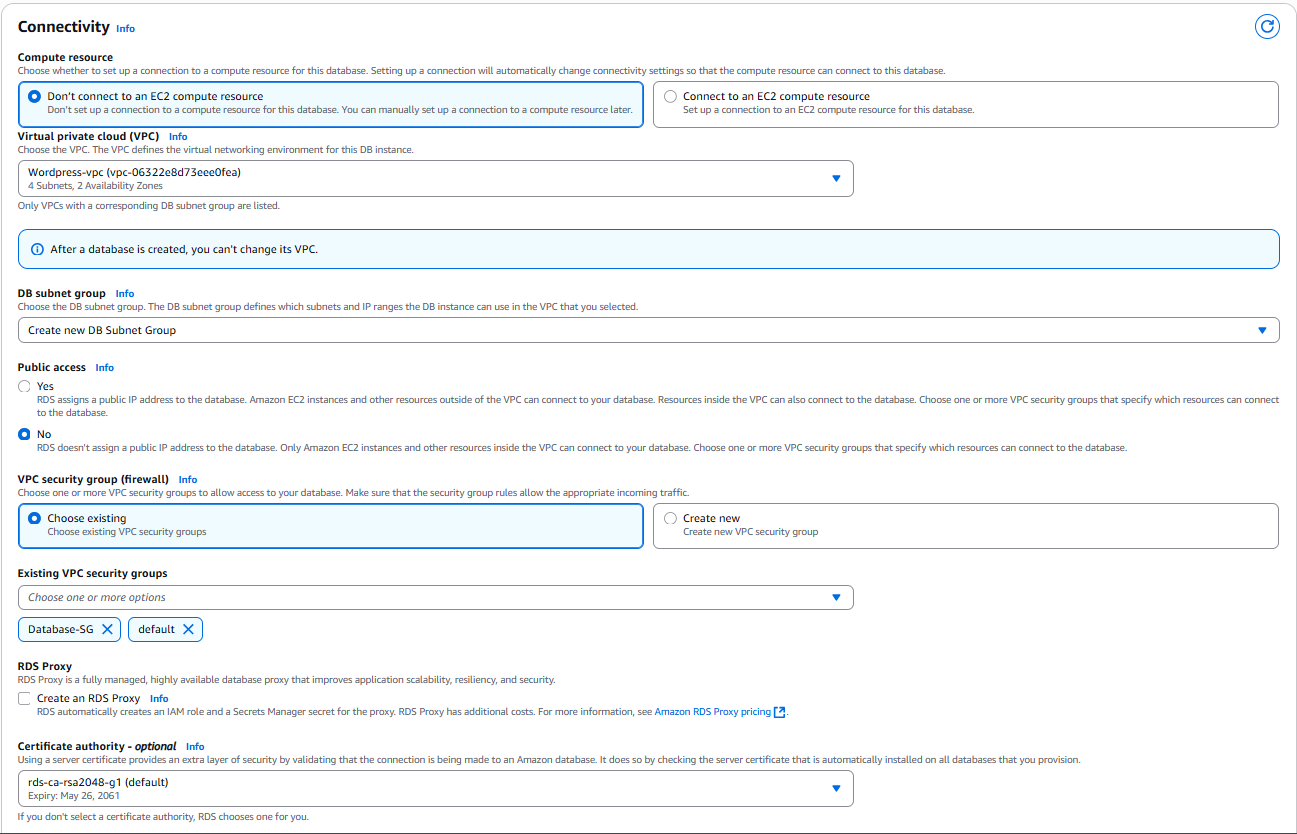 Connectivity Info
Compute resource
Choose whether to set up a connection to a compute resource for this database. Setting up a connection will automatically change connectivity settings so that the compute resource can connect to this database.
Don't connect to an EC2 compute resource
Don't set up a connection to a compute resource for this database. You can manually set up a connection to a compute resource later.
Connect to an EC2 compute resource
Set up a connection to an EC2 compute resource for this database.
Virtual private cloud (VPC) Info
Choose the VPC. The VPC defines the virtual networking environment for this DB instance.
Wordpress-vpc (vpc-06322e8d73eee0fea)
4 Subnets, 2 Availability Zones
Only VPCs with a corresponding DB subnet group are listed.
After a database is created, you can't change its VPC.
DB subnet group Info
Choose the DB subnet group. The DB subnet group defines which subnets and IP ranges the DB instance can use in the VPC that you selected.
Create new DB Subnet Group
Public access Info
Yes
RDS assigns a public IP address to the database. Amazon EC2 instances and other resources outside of the VPC can connect to your database. Resources inside the VPC can also connect to the database. Choose one or more VPC security groups that specify which resources can connect
to the database.
No
RDS doesn't assign a public IP address to the database. Only Amazon EC2 instances and other resources inside the VPC can connect to your database. Choose one or more VPC security groups that specify which resources can connect to the database.
VPC security group (firewall) Info
Choose one or more VPC security groups to allow access to your database. Make sure that the security group rules allow the appropriate incoming traffic.
Choose existing
Choose existing VPC security groups
Create new
Create new VPC security group
Existing VPC security groups
Choose one or more options
Database-SG
default
RDS Proxy
RDS Proxy is a fully managed, highly available database proxy that improves application scalability, resiliency, and security.
Create an RDS Proxy Info
RDS automatically creates an IAM role and a Secrets Manager secret for the proxy. RDS Proxy has additional costs. For more information, see Amazon RDS Proxy pricing.
Certificate authority - optional Info
Using a server certificate provides an extra layer of security by validating that the connection is being made to an Amazon database. It does so by checking the server certificate that is automatically installed on all databases that you provision.
rds-ca-rsa2048-g1 (default)
Expiry: May 26, 2061
If you don't select a certificate authority, RDS chooses one for you.